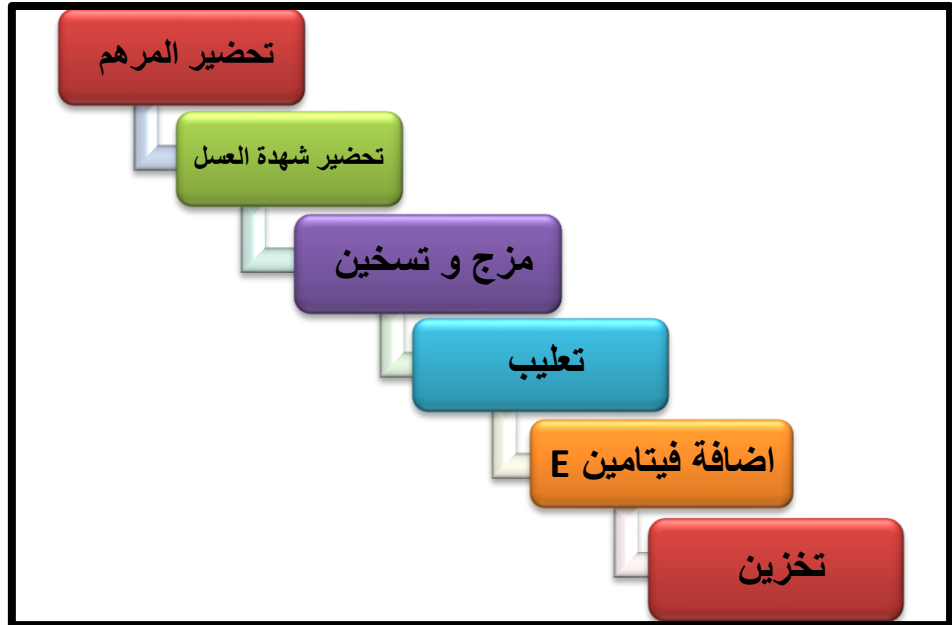 تحضير المرهم
تحضير شهدة العسل
مزج و تسخين
تعليب
اضافة فيتامين E
تخزين